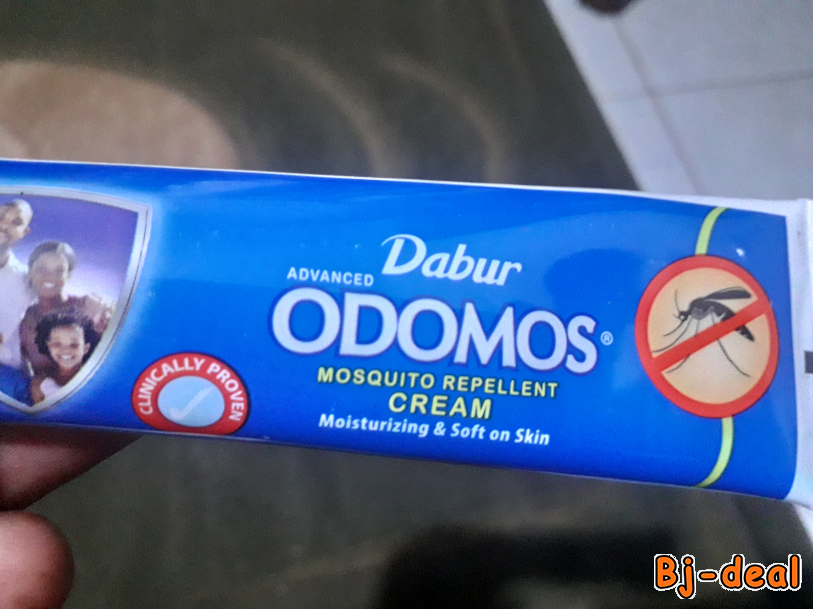 Dabur
ADVANCED
ODOMOS®
MOSQUITO REPELLENT
CREAM
Moisturizing & Soft on Skin
CLINICALLY PROVEN
Bj-deal